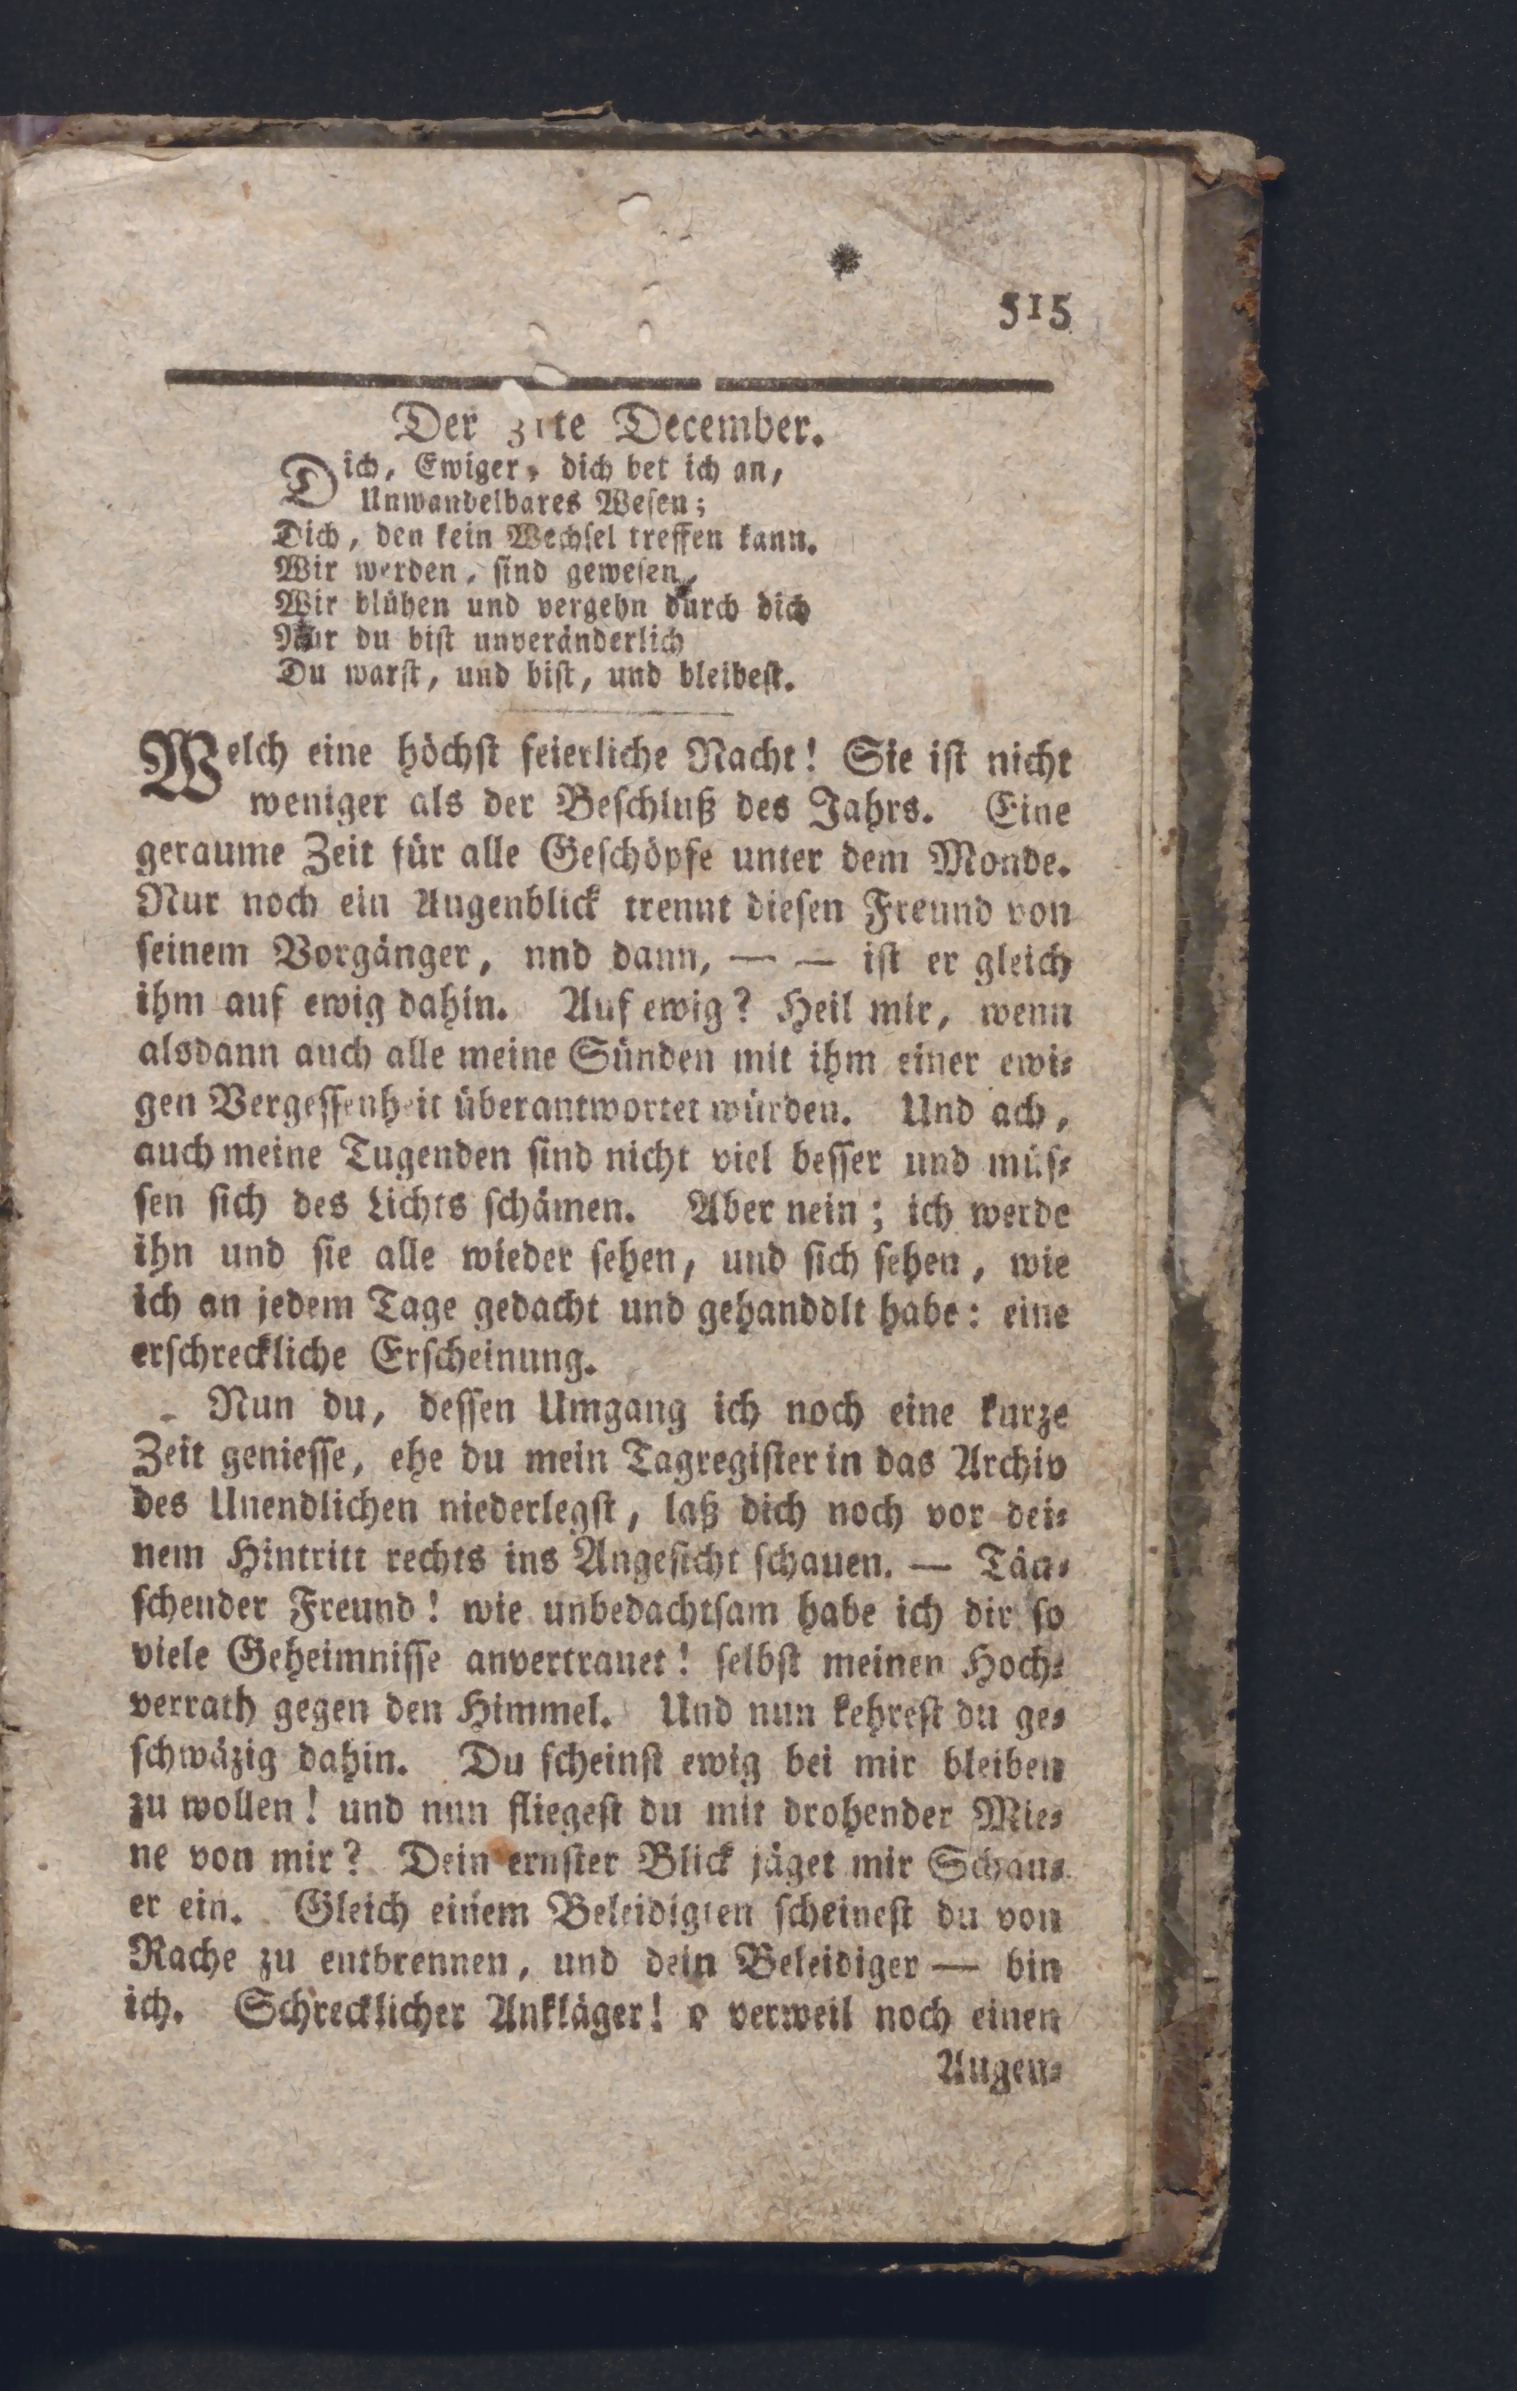 515
Der 31te December.
Dich, Ewiger, dich bet ich an,
Unwandelbares Wesen;
Dich, den kein Wechsel treffen kann.
Wir werden, sind gewesen,
Wir blühen und vergehn durch dich
Nur du bist unveränderlich
Du warst, und bist, und bleibest.
Welch eine höchst feierliche Nacht! Sie ist nicht
weniger als der Beschluß des Jahrs. Eine
geraume Zeit für alle Geschöpfe unter dem Monde.
Nur noch ein Augenblick trennt diesen Freund von
seinem Vorgänger, nnd dann, — — ist er gleich
ihm auf ewig dahin. Auf ewig? Heil mir, wenn
alsdann auch alle meine Sünden mit ihm einer ewi-
gen Vergessenheit überantwortet würden. Und ach,
auch meine Tugenden sind nicht viel besser und müs-
sen sich des Lichts schämen. Aber nein; ich werde
ihn und sie alle wieder sehen, und sich sehen, wie
ich an jedem Tage gedacht und gehanddlt habe: eine
erschreckliche Erscheinung.
Nun du, dessen Umgang ich noch eine kurze
Zeit geniesse, ehe du mein Tagregister in das Archiv
des Unendlichen niederlegst, laß dich noch vor dei-
nem Hintritt rechts ins Angesicht schauen. — Täu-
schender Freund! wie unbedachtsam habe ich dir so
viele Geheimnisse anvertrauet! selbst meinen Hoch-
verrath gegen den Himmel. Und nun kehrest du ge-
schwäzig dahin. Du scheinst ewig bei mir bleiben
zu wollen! und nun fliegest du mit drohender Mie-
ne von mir? Dein ernster Blick jäget mir Schau-
er ein. Gleich einem Beleidigten scheinest du von
Rache zu entbrennen, und dein Beleidiger — bin
ich. Schrecklicher Ankläger! o verweil noch einen
Augen-